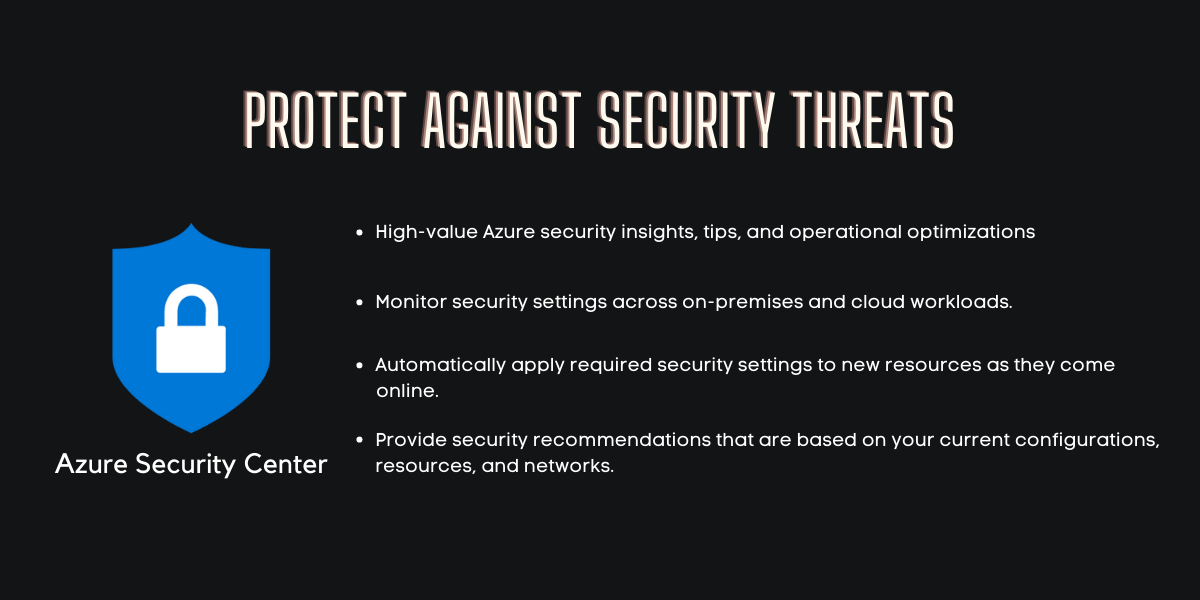 PROTECT AGAINST SECURITY THREATS
• High-value Azure security insights, tips, and operational optimizations
• Monitor security settings across on-premises and cloud workloads.
• Automatically apply required security settings to new resources as they come
online.
• Provide security recommendations that are based on your current configurations,
resources, and networks.
Azure Security Center